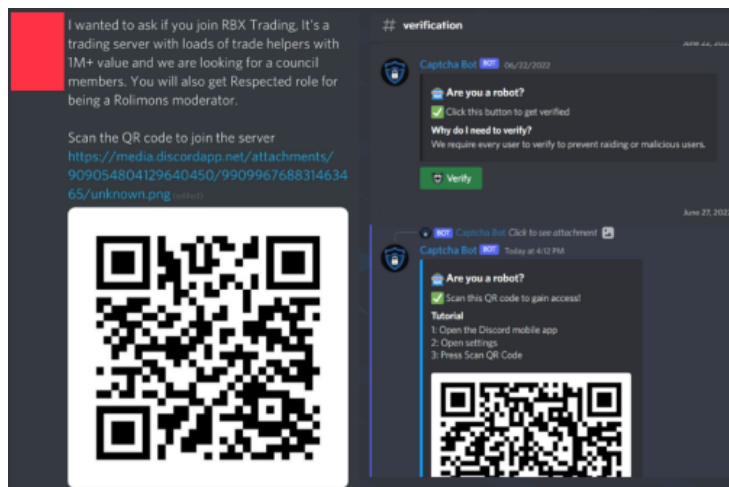 I wanted to ask if you join RBX Trading, It's a
trading server with loads of trade helpers with
1M+ value and we are looking for a council
members. You will also get Respected role for
being a Rolimons moderator.
Scan the QR code to join the server
https://media.discordapp.net/attachments/
909054804129640450/9909967688314634
65/unknown.png (edited)
# verification
June 22, 2022
Captcha Bot BOT 06/22/2022
Are you a robot?
Click this button to get verified
Why do I need to verify?
We require every user to verify to prevent raiding or malicious users.
Verify
June 27, 202
BOT Captcha Bot Click to see attachment
Captcha Bot BOT Today at 4:12 PM
Are you a robot?
Scan this QR code to gain access!
Tutorial
1: Open the Discord mobile app
2: Open settings
3: Press Scan QR Code